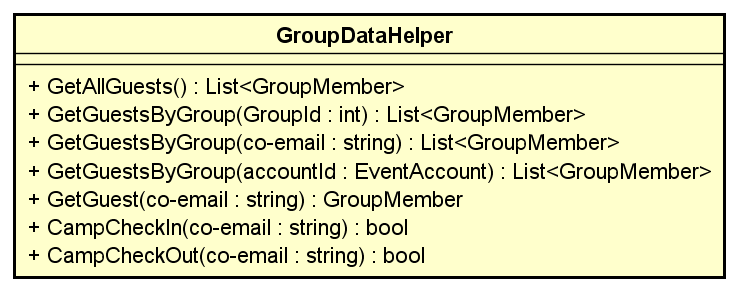 GroupDataHelper
+ GetAllGuests() : List<GroupMember>
+ GetGuestsByGroup(GroupId : int) : List<GroupMember>
+ GetGuestsByGroup(co-email : string) : List<GroupMember>
+ GetGuestsByGroup(accountId : EventAccount) : List<GroupMember>
+ GetGuest(co-email : string) : GroupMember
+ CampCheckIn(co-email : string) : bool
+ CampCheckOut(co-email : string) : bool